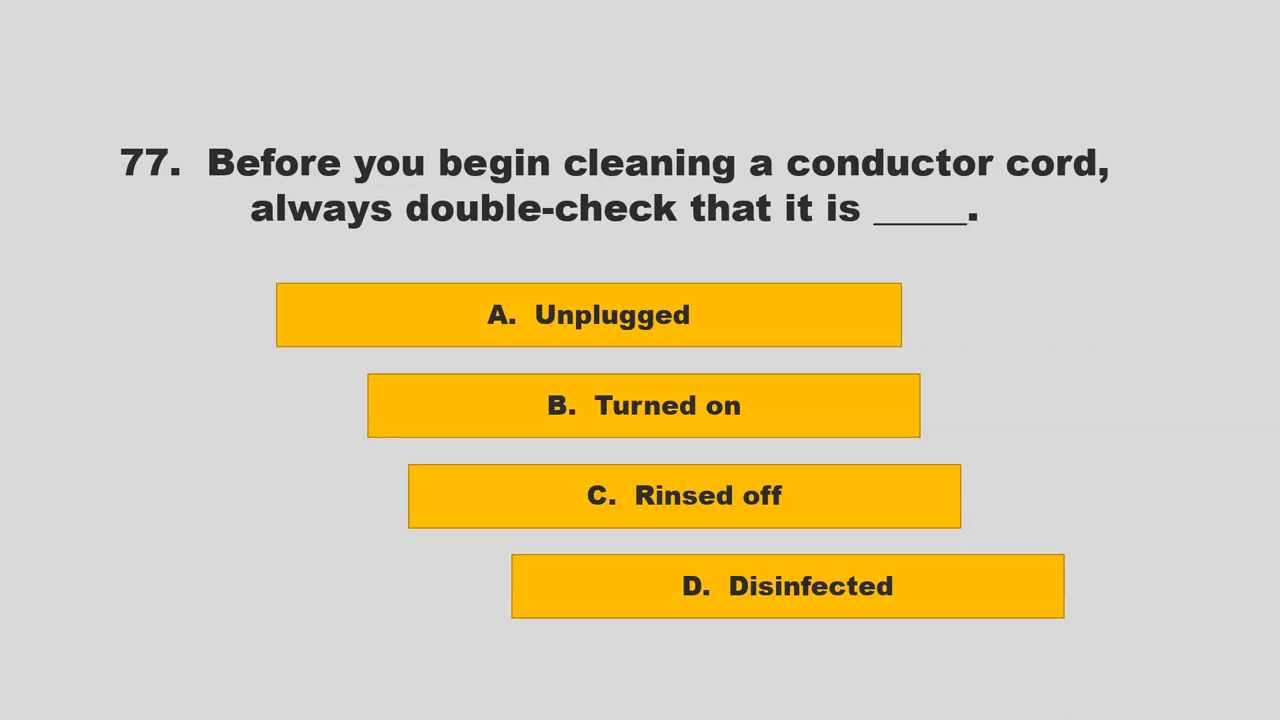 77.  Before you begin cleaning a conductor cord,
always double-check that it is _____.
A.  Unplugged
B.  Turned on
C.  Rinsed off
D.  Disinfected